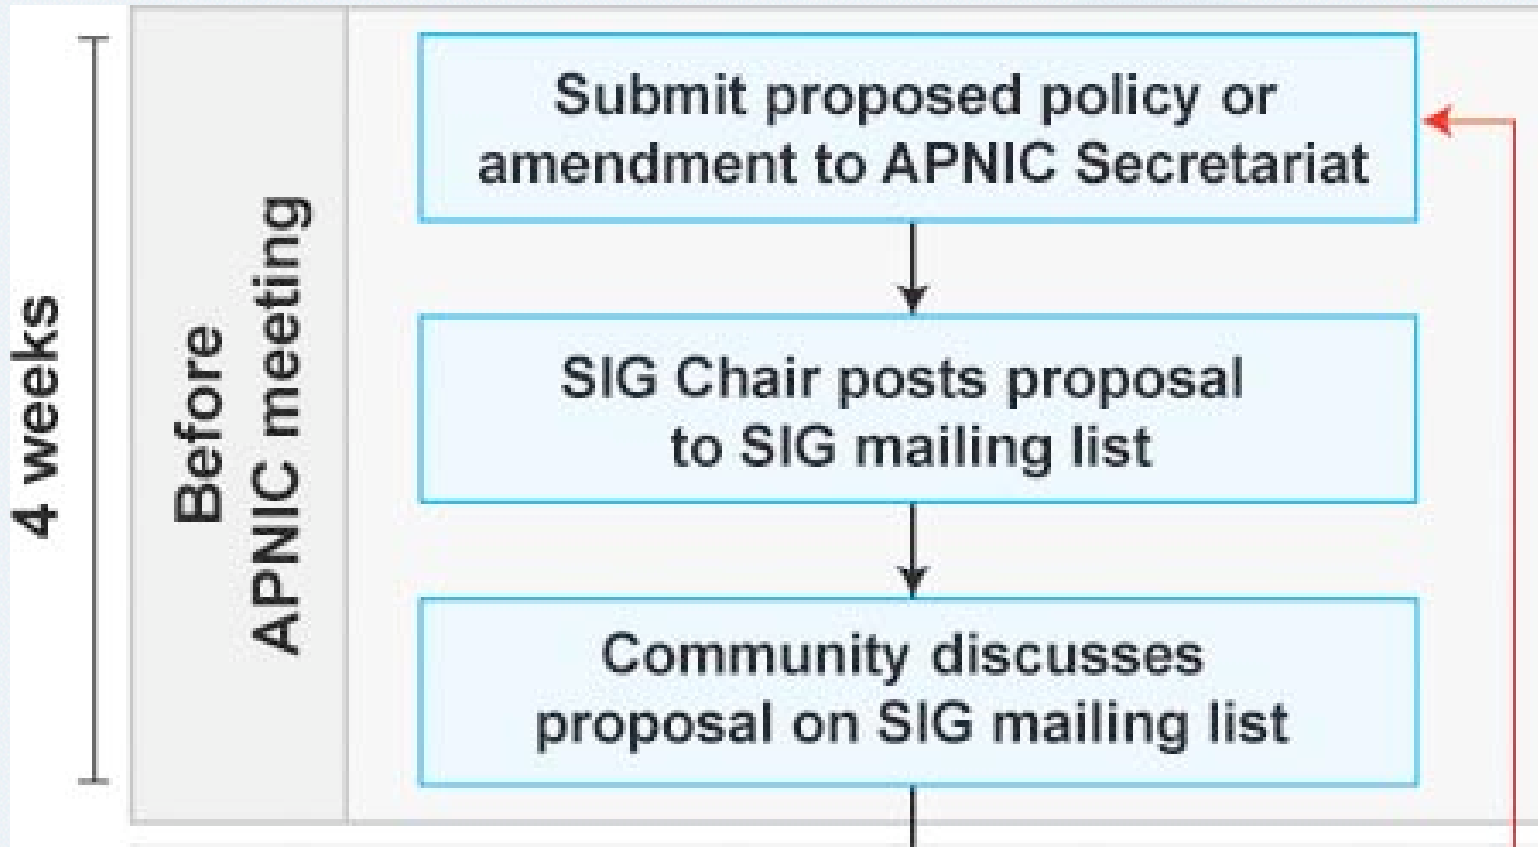 4 weeks
Before
APNIC meeting
Submit proposed policy or
amendment to APNIC Secretariat
SIG Chair posts proposal
to SIG mailing list
Community discusses
proposal on SIG mailing list